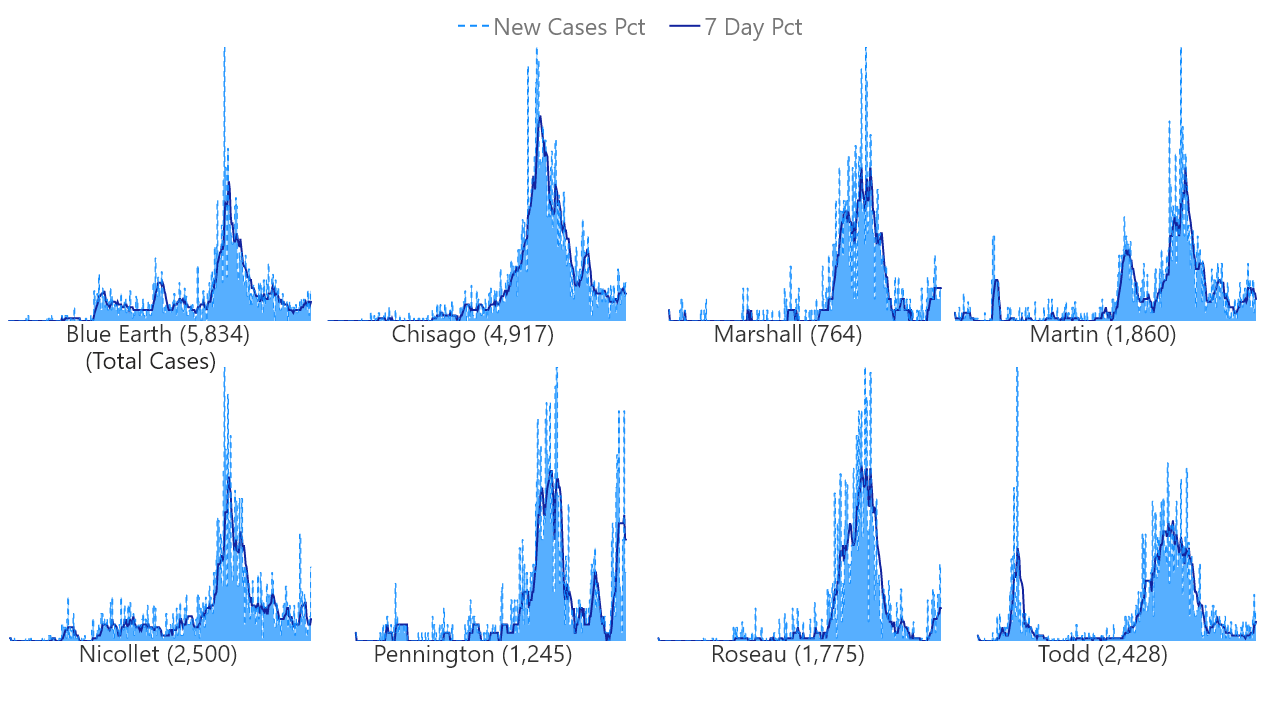 New Cases Pct 7 Day Pct
Blue Earth (5,834) Chisago (4,917) Marshall (764) Martin (1,860)
(Total Cases)
Nicollet (2,500) Pennington (1,245) Roseau (1,775) Todd (2,428)